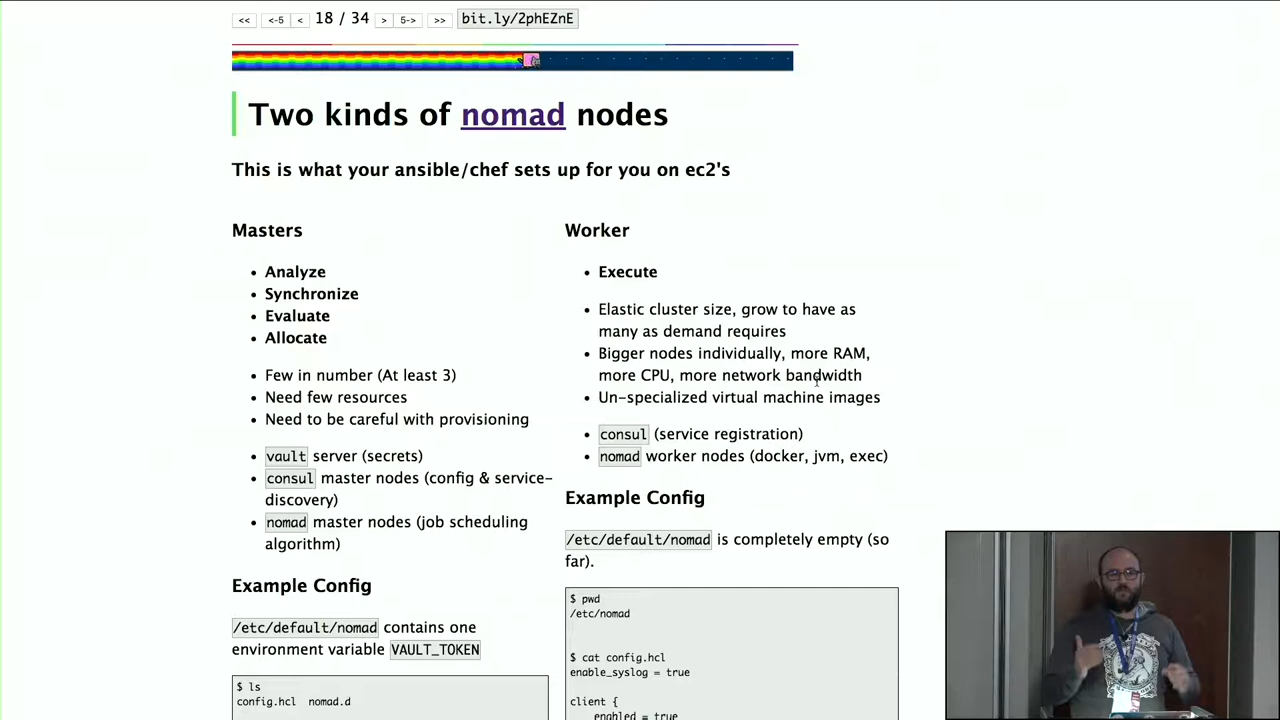 << <-5 < 18 / 34 > 5-> >> bit.ly/2phEZnE
Two kinds of nomad nodes
This is what your ansible/chef sets up for you on ec2's
Masters
• Analyze
• Synchronize
• Evaluate
• Allocate
• Few in number (At least 3)
• Need few resources
• Need to be careful with provisioning
• vault server (secrets)
• consul master nodes (config & service-
discovery)
• nomad master nodes (job scheduling
algorithm)
Example Config
/etc/default/nomad contains one
environment variable VAULT_TOKEN
$ ls
config.hcl nomad.d
Worker
• Execute
• Elastic cluster size, grow to have as
many as demand requires
• Bigger nodes individually, more RAM,
more CPU, more network bandwidth
• Un-specialized virtual machine images
• consul (service registration)
• nomad worker nodes (docker, jvm, exec)
Example Config
/etc/default/nomad is completely empty (so
far).
$ pwd
/etc/nomad
$ cat config.hcl
enable_syslog = true
client {
enabled = true